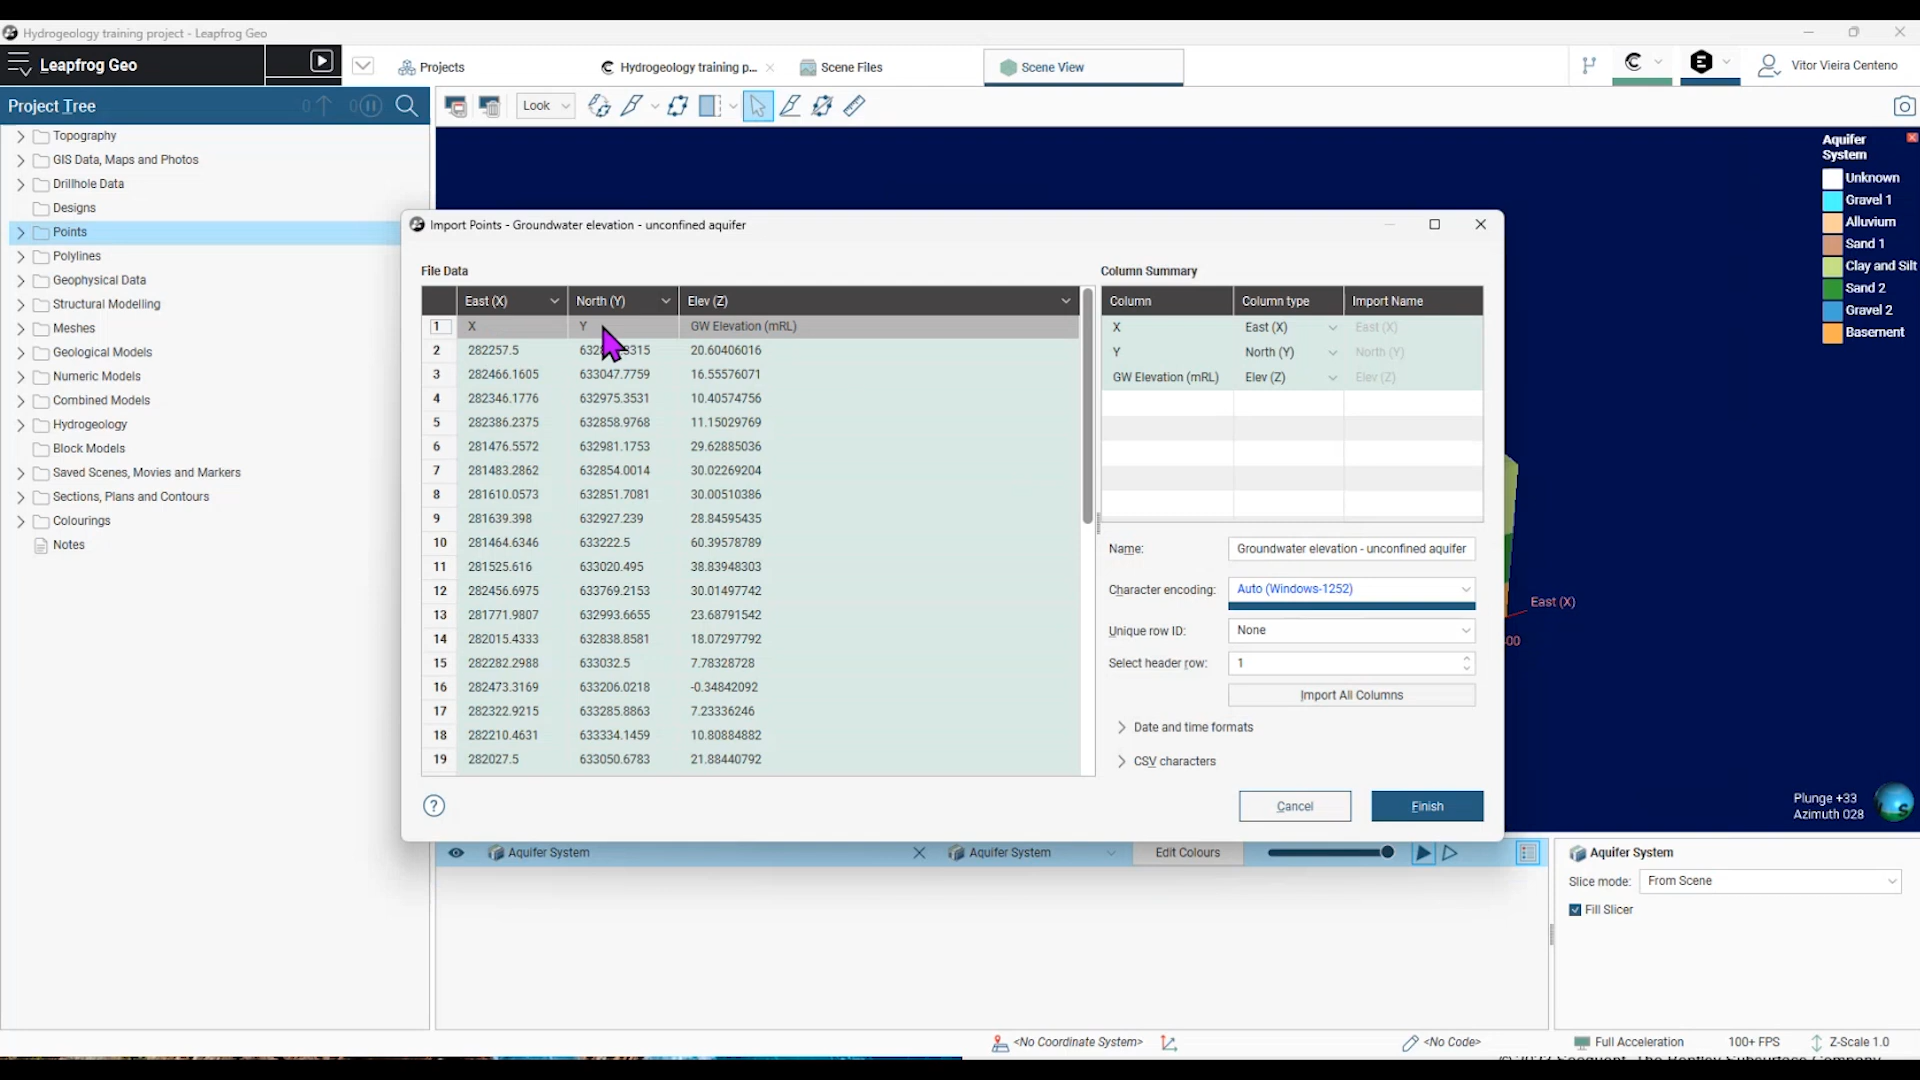 Hydrogeology training project - Leapfrog Geo
Leapfrog Geo
Projects
Hydrogeology training p...
Scene Files
Scene View
Vitor Vieira Centeno
Project Tree
0
0
Look
Topography
GIS Data, Maps and Photos
Drillhole Data
Designs
Points
Polylines
Geophysical Data
Structural Modelling
Meshes
Geological Models
Numeric Models
Combined Models
Hydrogeology
Block Models
Saved Scenes, Movies and Markers
Sections, Plans and Contours
Colourings
Notes
Aquifer
System
Unknown
Gravel 1
Alluvium
Sand 1
Clay and Silt
Sand 2
Gravel 2
Basement
Import Points - Groundwater elevation - unconfined aquifer
File Data
East (X) North (Y) Elev (Z)
1 X Y GW Elevation (mRL)
2 282257.5 20.60406016
3 282466.1605 633047.7759 16.55576071
4 282346.1776 632975.3531 10.40574756
5 282386.2375 632858.9768 11.15029769
6 281476.5572 632981.1753 29.62885036
7 281483.2862 632854.0014 30.02269204
8 281610.0573 632851.7081 30.00510386
9 281639.398 632927.239 28.84595435
10 281464.6346 633222.5 60.39578789
11 281525.616 633020.495 38.83948303
12 282456.6975 633769.2153 30.01497742
13 281771.9807 632993.6655 23.68791542
14 282015.4333 632838.8581 18.07297792
15 282282.2988 633032.5 7.78328728
16 282473.3169 633206.0218 -0.34842092
17 282322.9215 633285.8863 7.23336246
18 282210.4631 633334.1459 10.80884882
19 282027.5 633050.6783 21.88440792
Column Summary
Column Column type Import Name
X East (X) East (X)
Y North (Y) North (Y)
GW Elevation (mRL) Elev (Z) Elev (Z)
Name: Groundwater elevation - unconfined aquifer
Character encoding: Auto (Windows-1252)
Unique row ID: None
Select header row: 1
Import All Columns
Date and time formats
CSV characters
? Cancel Finish
East (X)
00
Plunge +33
Azimuth 028
Aquifer System
Aquifer System
Edit Colours
Aquifer System
Slice mode: From Scene
Fill Slicer
<No Coordinate System>
<No Code>
Full Acceleration
100+ FPS
Z-Scale 1.0